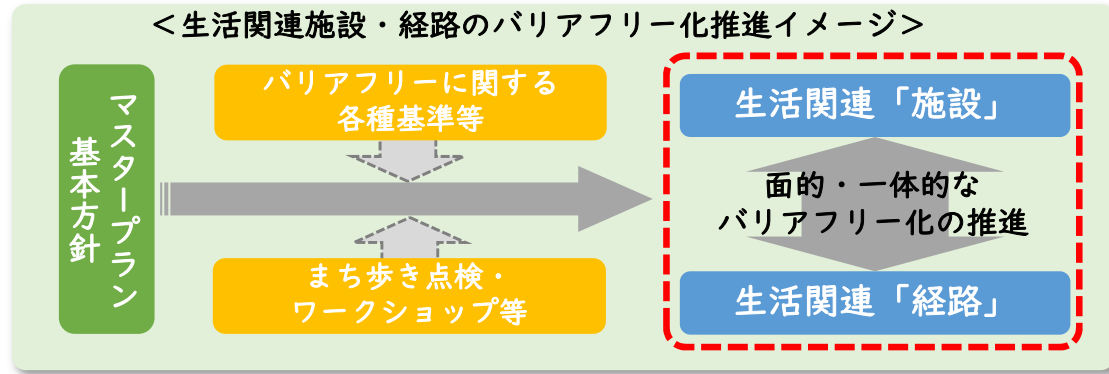 ＜生活関連施設・経路のバリアフリー化推進イメージ＞
マスタープラン
基本方針
バリアフリーに関する
各種基準等
まち歩き点検・
ワークショップ等
生活関連「施設」
面的・一体的な
バリアフリー化の推進
生活関連「経路」